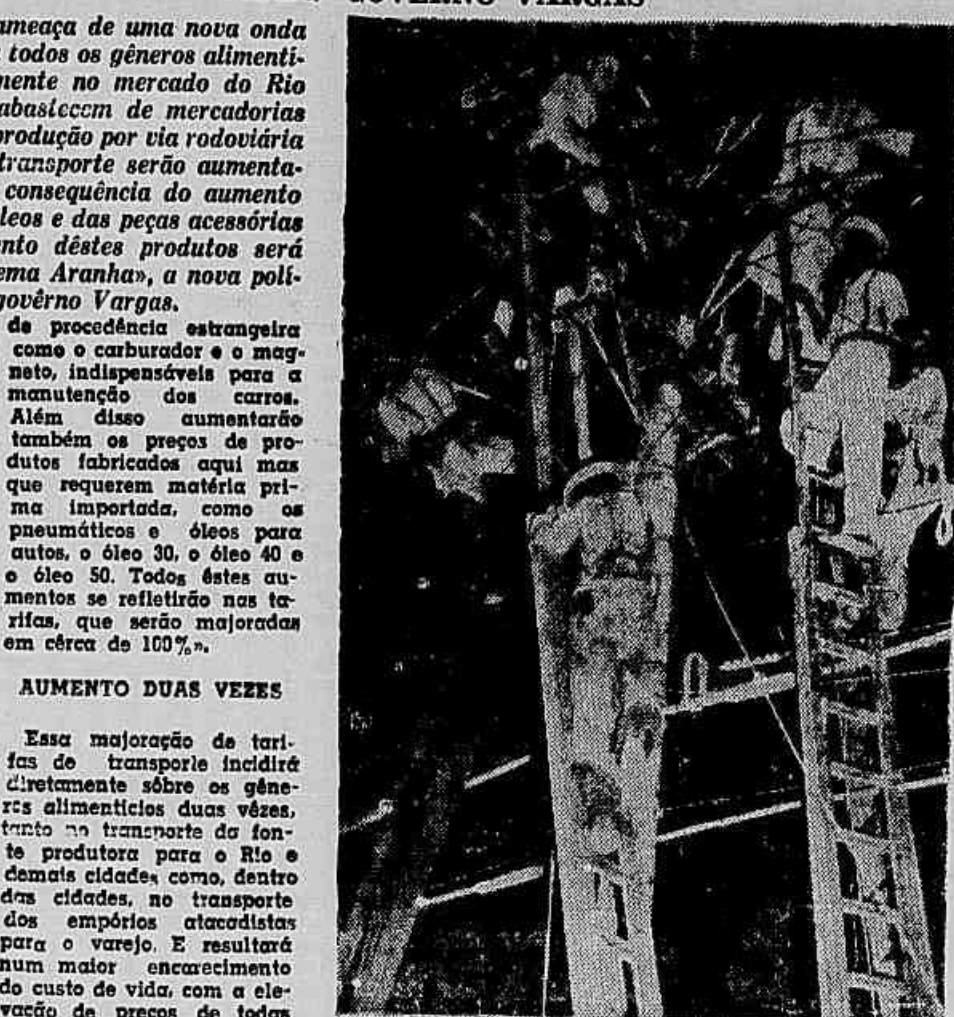 GOVÊRNO VARGAS
ameaça de uma nova onda
todos os gêneros alimentí-
mente no mercado do Rio
abastecem de mercadorias
produção por via rodoviária
transporte serão aumenta-
consequência do aumento
leos e das peças acessórias
nto dêstes produtos será
ema Aranha», a nova polí-
govêrno Vargas.
de procedência estrangeira
como o carburador e o mag-
neto, indispensáveis para a
manutenção dos carros.
Além disso aumentarão
também os preços de pro-
dutos fabricados aqui mas
que requerem matéria pri-
ma importada, como os
pneumáticos e óleos para
autos, o óleo 30, o óleo 40 e
o óleo 50. Todos êstes au-
mentos se refletirão nas ta-
rifas, que serão majoradas
em cêrca de 100%».
AUMENTO DUAS VEZES
Essa majoração de tari-
fas de transporte incidirá
diretamente sôbre os gêne-
ros alimentícios duas vêzes,
tanto no transporte da fon-
te produtora para o Rio e
demais cidades como, dentro
das cidades, no transporte
dos empórios atacadistas
para o varejo. E resultará
num maior encarecimento
do custo de vida, com a ele-
vação de preços de todas